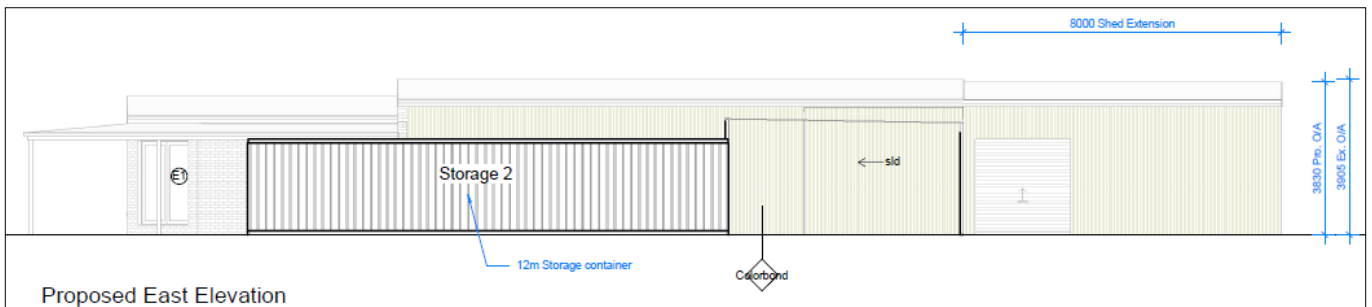 8000 Shed Extension
3830 Pro. O/A
3905 Ex. O/A
E1
Storage 2
sld
12m Storage container
Colorbond
Proposed East Elevation